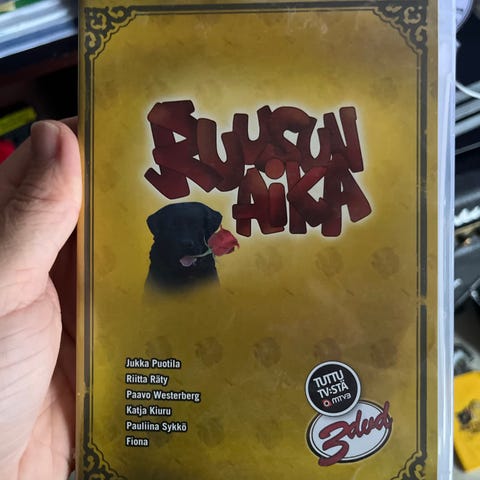 RUUSUN
AiKA
Jukka Puotila
Riitta Räty
Paavo Westerberg
Katja Kiuru
Pauliina Sykkö
Fiona
TUTTU
TV:STÄ
MTV3
3dvd